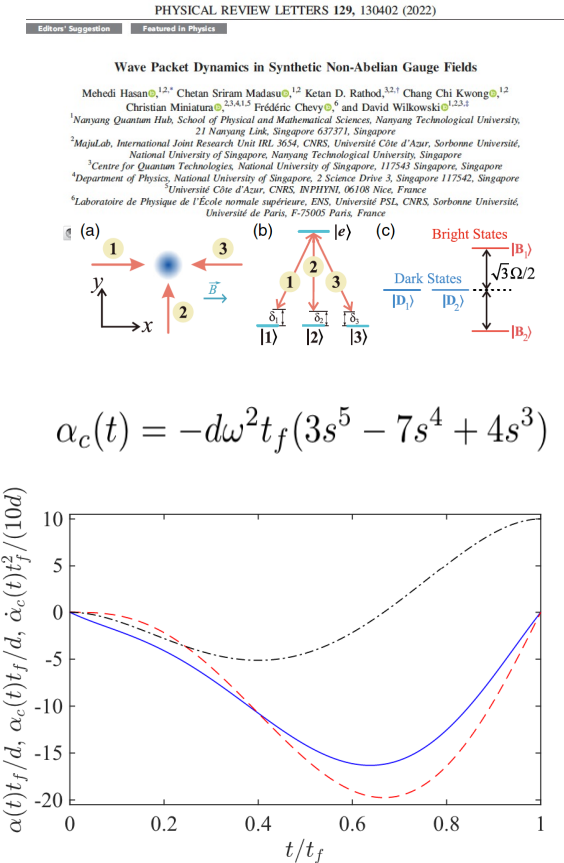 PHYSICAL REVIEW LETTERS 129, 130402 (2022)
Editors' Suggestion Featured in Physics
Wave Packet Dynamics in Synthetic Non-Abelian Gauge Fields
Mehedi Hasan,1,2,* Chetan Sriram Madasu,1,2 Ketan D. Rathod,3,2,† Chang Chi Kwong,1,2
Christian Miniatura,2,3,4,1,5 Frédéric Chevy,6 and David Wilkowski1,2,3,‡
1Nanyang Quantum Hub, School of Physical and Mathematical Sciences, Nanyang Technological University,
21 Nanyang Link, Singapore 637371, Singapore
2MajuLab, International Joint Research Unit IRL 3654, CNRS, Université Côte d'Azur, Sorbonne Université,
National University of Singapore, Nanyang Technological University, Singapore
3Centre for Quantum Technologies, National University of Singapore, 117543 Singapore, Singapore
4Department of Physics, National University of Singapore, 2 Science Drive 3, Singapore 117542, Singapore
5Université Côte d'Azur, CNRS, INPHYNI, 06108 Nice, France
6Laboratoire de Physique de l'École normale supérieure, ENS, Université PSL, CNRS, Sorbonne Université,
Université de Paris, F-75005 Paris, France
(a)
1
3
2
B⃗
y
x
(b)
|e⟩
1
2
3
δ1
δ2
δ3
|1⟩
|2⟩
|3⟩
(c)
Bright States
|B1⟩
√3Ω/2
Dark States
|D1⟩
|D2⟩
|B2⟩
αc(t) = −dω²tf(3s⁵ − 7s⁴ + 4s³)
α(t)tf/d, αc(t)tf/d, α̇c(t)tf²/(10d)
10
5
0
-5
-10
-15
-20
0
0.2
0.4
0.6
0.8
1
t/tf